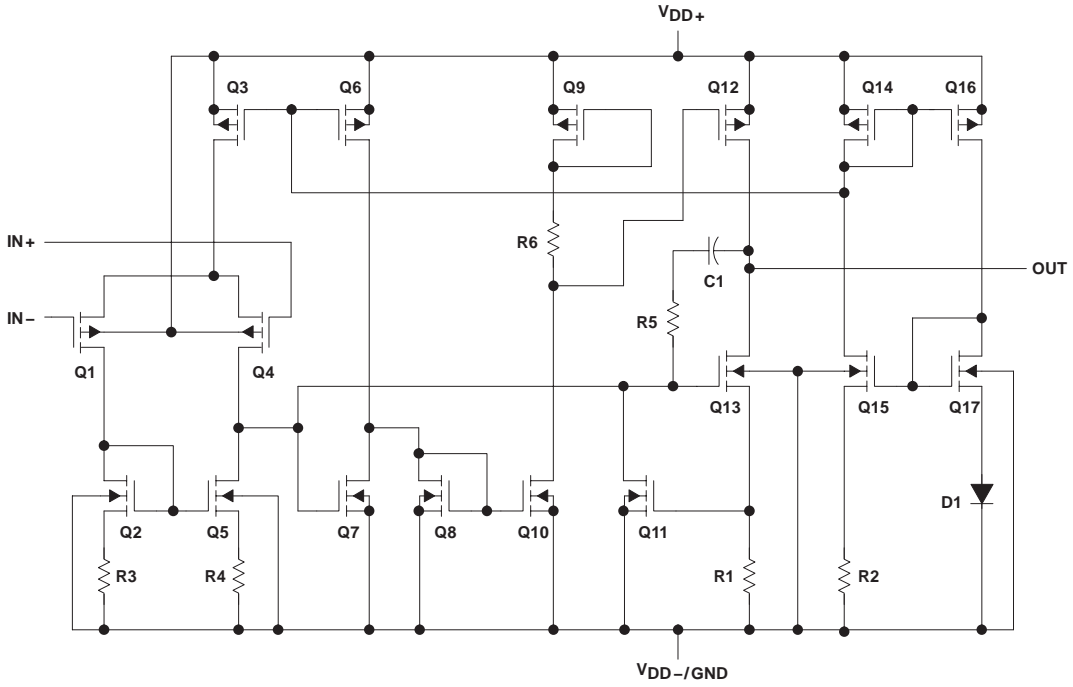 VDD+
Q3
Q6
Q9
Q12
Q14
Q16
IN+
R6
C1
OUT
IN−
R5
Q1
Q4
Q13
Q15
Q17
Q2
Q5
Q7
Q8
Q10
Q11
D1
R3
R4
R1
R2
VDD−/GND